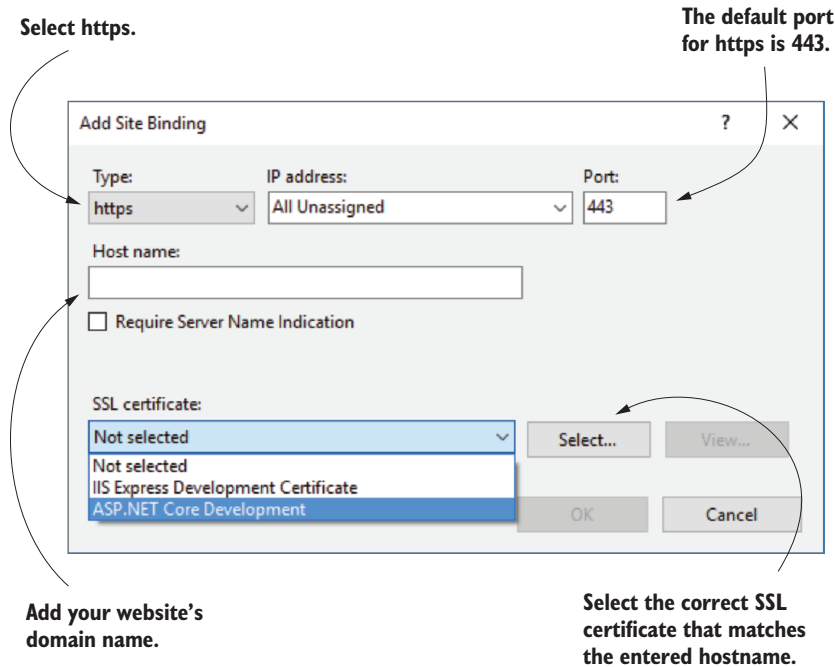 Select https.
The default port
for https is 443.
Add Site Binding ? ×
Type: IP address: Port:
https All Unassigned 443
Host name:
Require Server Name Indication
SSL certificate:
Not selected Select... View...
Not selected
IIS Express Development Certificate
ASP.NET Core Development
OK Cancel
Add your website’s
domain name.
Select the correct SSL
certificate that matches
the entered hostname.